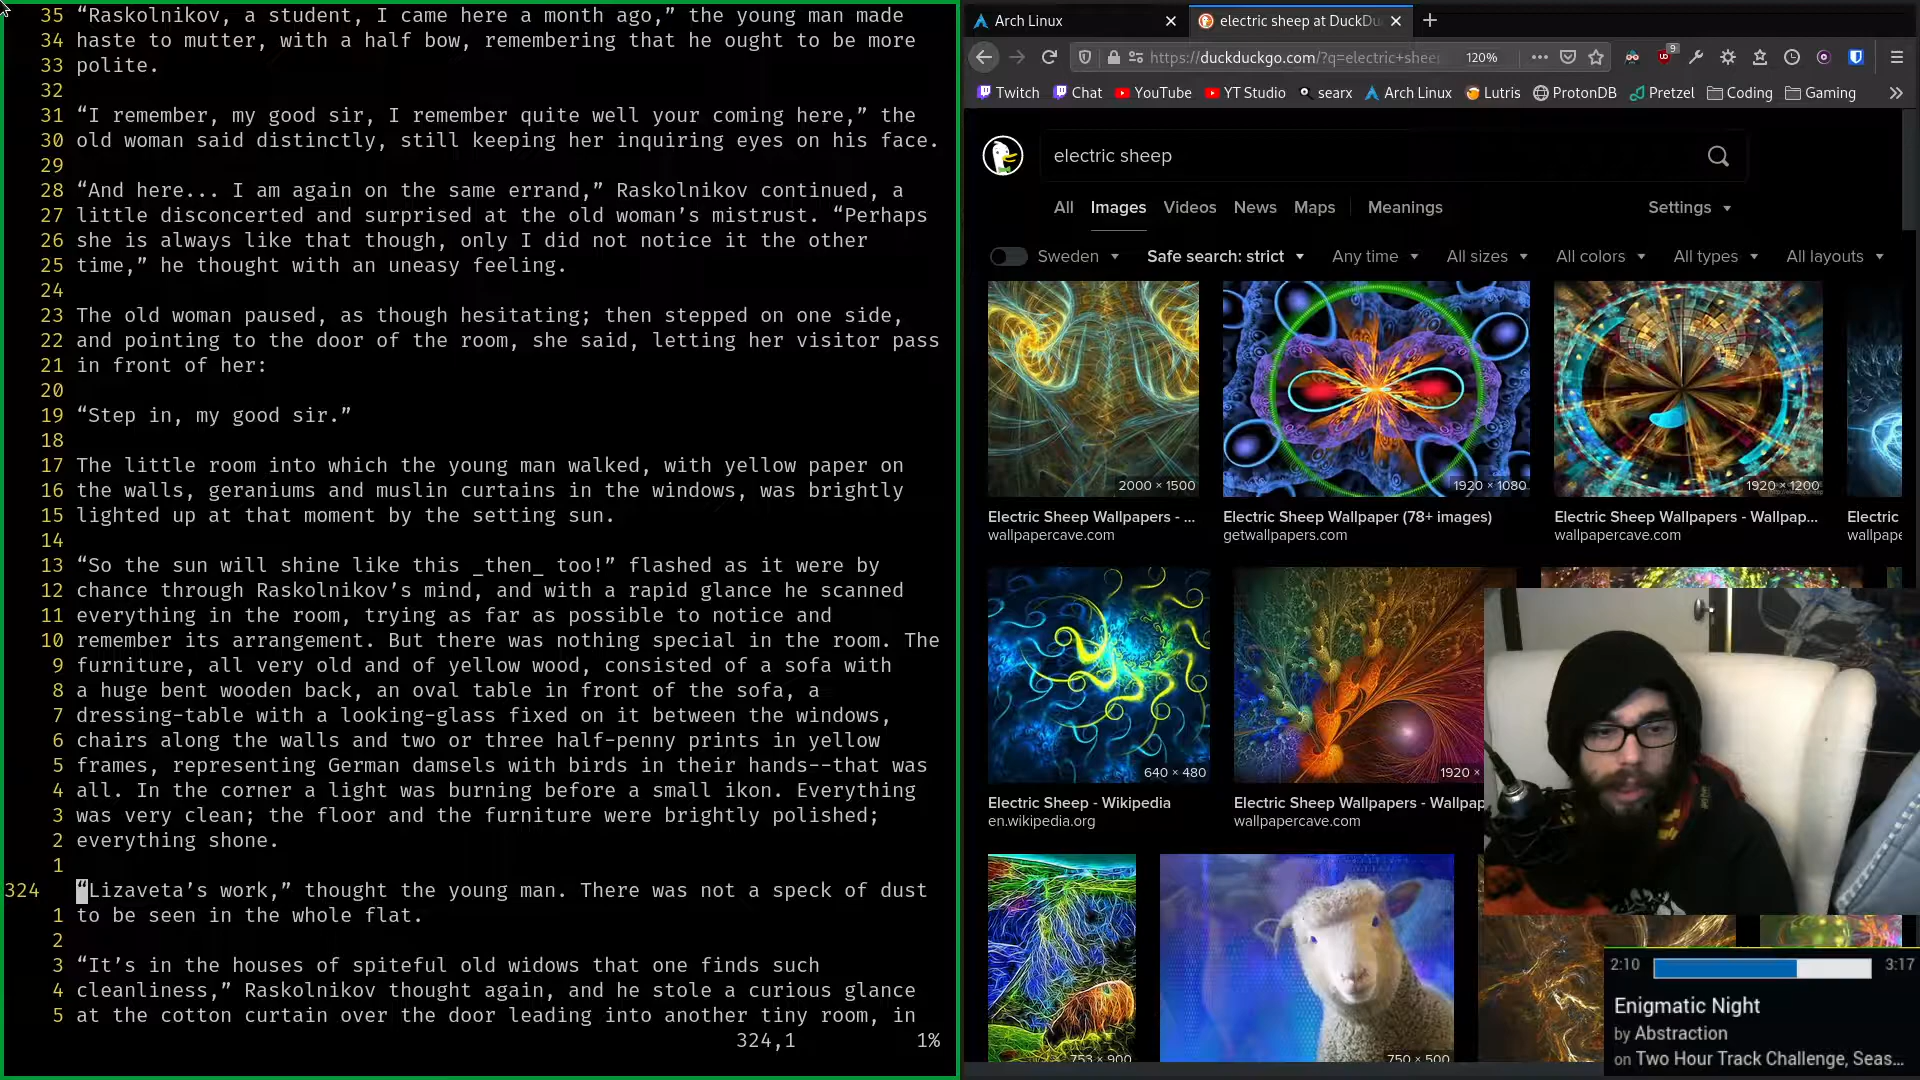 35 “Raskolnikov, a student, I came here a month ago,” the young man made
34 haste to mutter, with a half bow, remembering that he ought to be more
33 polite.
32
31 “I remember, my good sir, I remember quite well your coming here,” the
30 old woman said distinctly, still keeping her inquiring eyes on his face.
29
28 “And here... I am again on the same errand,” Raskolnikov continued, a
27 little disconcerted and surprised at the old woman’s mistrust. “Perhaps
26 she is always like that though, only I did not notice it the other
25 time,” he thought with an uneasy feeling.
24
23 The old woman paused, as though hesitating; then stepped on one side,
22 and pointing to the door of the room, she said, letting her visitor pass
21 in front of her:
20
19 “Step in, my good sir.”
18
17 The little room into which the young man walked, with yellow paper on
16 the walls, geraniums and muslin curtains in the windows, was brightly
15 lighted up at that moment by the setting sun.
14
13 “So the sun will shine like this _then_ too!” flashed as it were by
12 chance through Raskolnikov’s mind, and with a rapid glance he scanned
11 everything in the room, trying as far as possible to notice and
10 remember its arrangement. But there was nothing special in the room. The
9 furniture, all very old and of yellow wood, consisted of a sofa with
8 a huge bent wooden back, an oval table in front of the sofa, a
7 dressing-table with a looking-glass fixed on it between the windows,
6 chairs along the walls and two or three half-penny prints in yellow
5 frames, representing German damsels with birds in their hands--that was
4 all. In the corner a light was burning before a small ikon. Everything
3 was very clean; the floor and the furniture were brightly polished;
2 everything shone.
1
324 “Lizaveta’s work,” thought the young man. There was not a speck of dust
1 to be seen in the whole flat.
2
3 “It’s in the houses of spiteful old widows that one finds such
4 cleanliness,” Raskolnikov thought again, and he stole a curious glance
5 at the cotton curtain over the door leading into another tiny room, in
324,1 1%
Arch Linux
electric sheep at DuckDu
https://duckduckgo.com/?q=electric+sheep 120% 9
Twitch Chat YouTube YT Studio searx Arch Linux Lutris ProtonDB Pretzel Coding Gaming
electric sheep
All Images Videos News Maps Meanings Settings
Sweden Safe search: strict Any time All sizes All colors All types All layouts
2000 × 1500 1920 × 1080 1920 × 1200
Electric Sheep Wallpapers - ... Electric Sheep Wallpaper (78+ images) Electric Sheep Wallpapers - Wallpap... Electric
wallpapercave.com getwallpapers.com wallpapercave.com wallpape
640 × 480 1920 ×
Electric Sheep - Wikipedia Electric Sheep Wallpapers - Wallpap
en.wikipedia.org wallpapercave.com
753 × 900 750 × 500
2:10 3:17
Enigmatic Night
by Abstraction
on Two Hour Track Challenge, Seas...